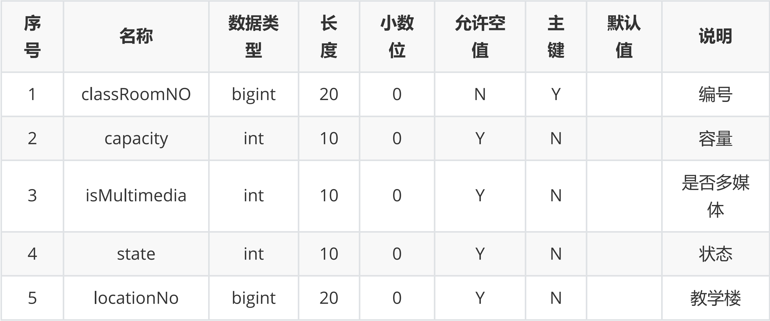 序号 名称 数据类型 长度 小数位 允许空值 主键 默认值 说明
1 classRoomNO bigint 20 0 N Y 编号
2 capacity int 10 0 Y N 容量
3 isMultimedia int 10 0 Y N 是否多媒体
4 state int 10 0 Y N 状态
5 locationNo bigint 20 0 Y N 教学楼